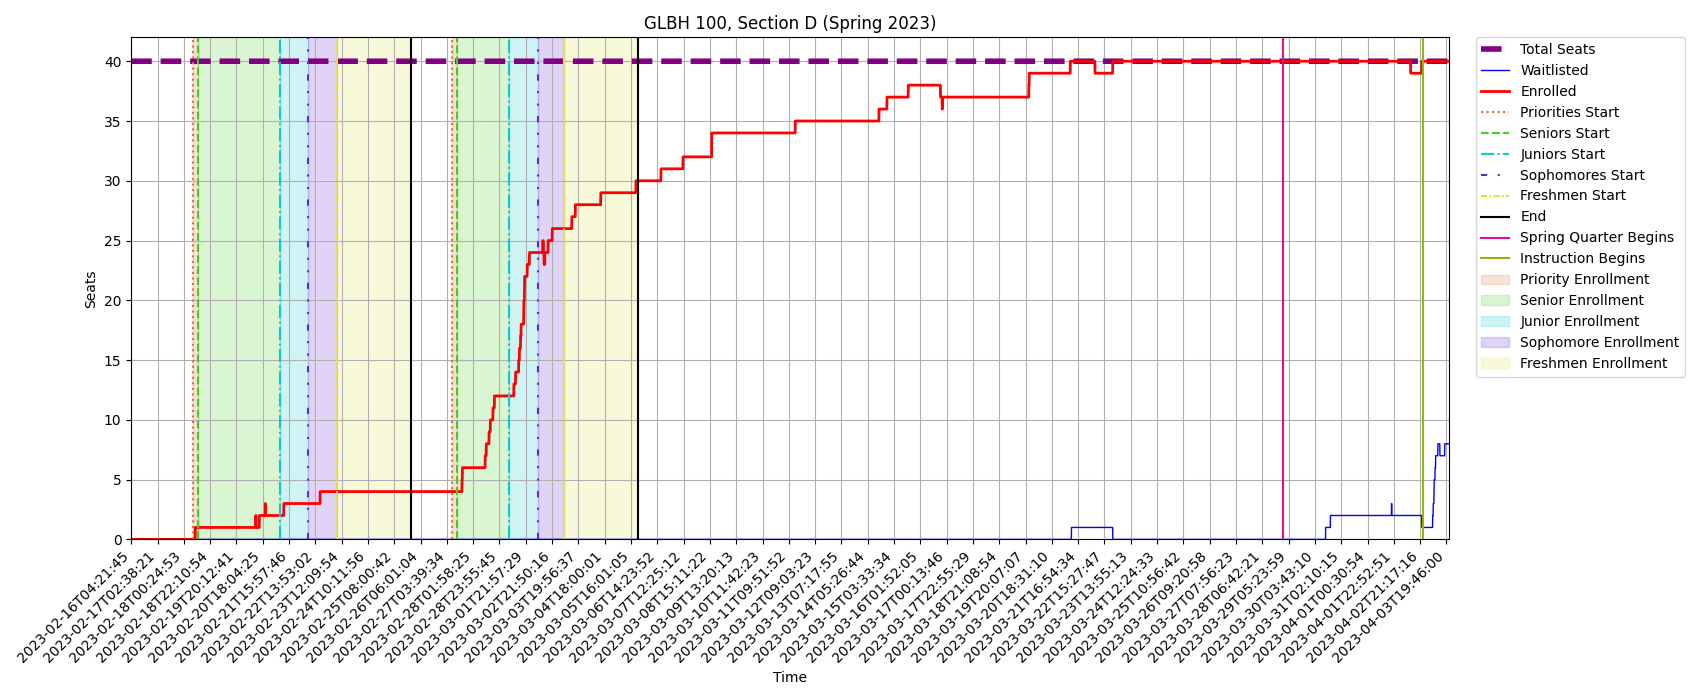 GLBH 100, Section D (Spring 2023)
Seats
40
35
30
25
20
15
10
5
0
2023-02-16T04:21:45
2023-02-17T02:38:21
2023-02-18T00:24:53
2023-02-18T22:10:54
2023-02-19T20:12:41
2023-02-20T18:04:25
2023-02-21T15:57:46
2023-02-22T13:53:02
2023-02-23T12:09:54
2023-02-24T10:11:56
2023-02-25T08:00:42
2023-02-26T06:01:04
2023-02-27T03:39:34
2023-02-28T01:58:25
2023-02-28T23:55:45
2023-03-01T21:57:29
2023-03-02T21:50:16
2023-03-03T19:56:37
2023-03-04T18:00:01
2023-03-05T16:01:05
2023-03-06T14:23:52
2023-03-07T12:25:12
2023-03-08T15:11:22
2023-03-09T13:20:13
2023-03-10T11:42:23
2023-03-11T09:51:52
2023-03-12T09:03:23
2023-03-13T07:17:55
2023-03-14T05:26:44
2023-03-15T03:33:34
2023-03-16T01:52:05
2023-03-17T00:13:46
2023-03-17T22:55:29
2023-03-18T21:08:54
2023-03-19T20:07:07
2023-03-20T18:31:10
2023-03-21T16:54:34
2023-03-22T15:27:47
2023-03-23T13:55:13
2023-03-24T12:24:33
2023-03-25T10:56:42
2023-03-26T09:20:58
2023-03-27T07:56:23
2023-03-28T06:42:21
2023-03-29T05:23:59
2023-03-30T03:43:10
2023-03-31T02:10:15
2023-04-01T00:30:54
2023-04-01T22:52:51
2023-04-02T21:17:16
2023-04-03T19:46:00
Time
Total Seats
Waitlisted
Enrolled
Priorities Start
Seniors Start
Juniors Start
Sophomores Start
Freshmen Start
End
Spring Quarter Begins
Instruction Begins
Priority Enrollment
Senior Enrollment
Junior Enrollment
Sophomore Enrollment
Freshmen Enrollment